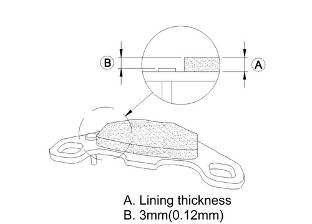 B
A
A. Lining thickness
B. 3mm(0.12mm)